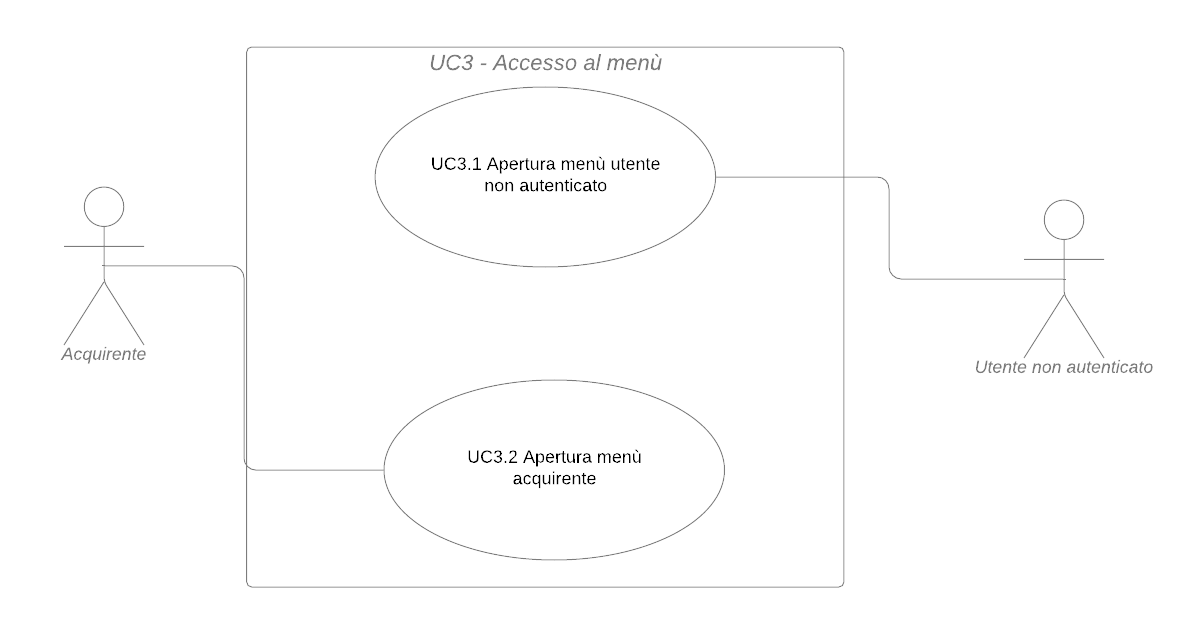 UC3 - Accesso al menù
UC3.1 Apertura menù utente
non autenticato
Acquirente
Utente non autenticato
UC3.2 Apertura menù
acquirente